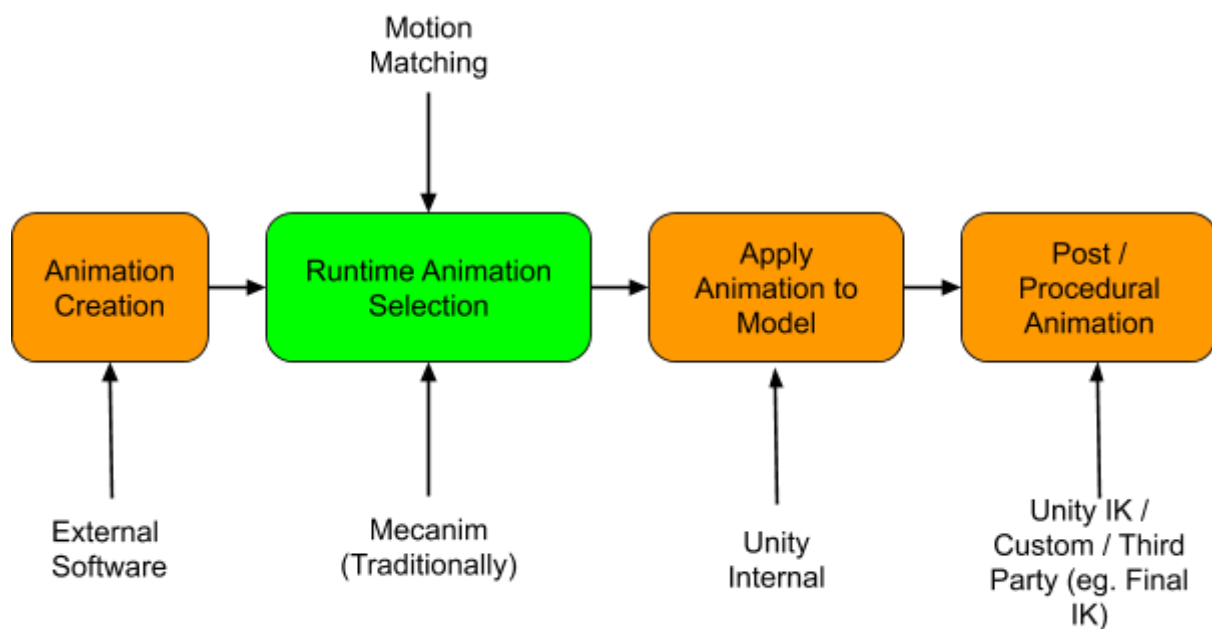 Motion
Matching
Animation
Creation
Runtime Animation
Selection
Apply
Animation to
Model
Post /
Procedural
Animation
External
Software
Mecanim
(Traditionally)
Unity
Internal
Unity IK /
Custom / Third
Party (eg. Final
IK)